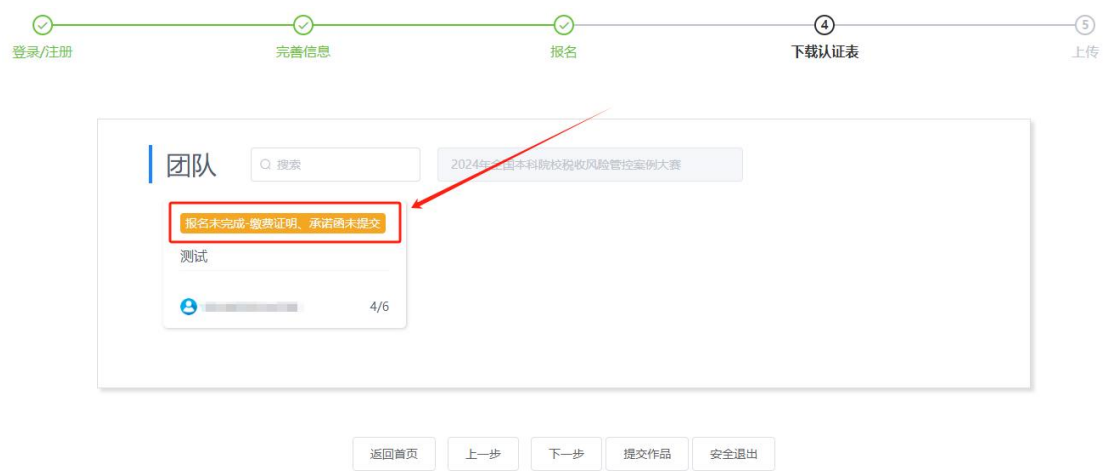 4
5
登录/注册
完善信息
报名
下载认证表
上传
团队
搜索
2024年全国本科院校税收风险管控案例大赛
报名未完成-缴费证明、承诺函未提交
测试
4/6
返回首页
上一步
下一步
提交作品
安全退出